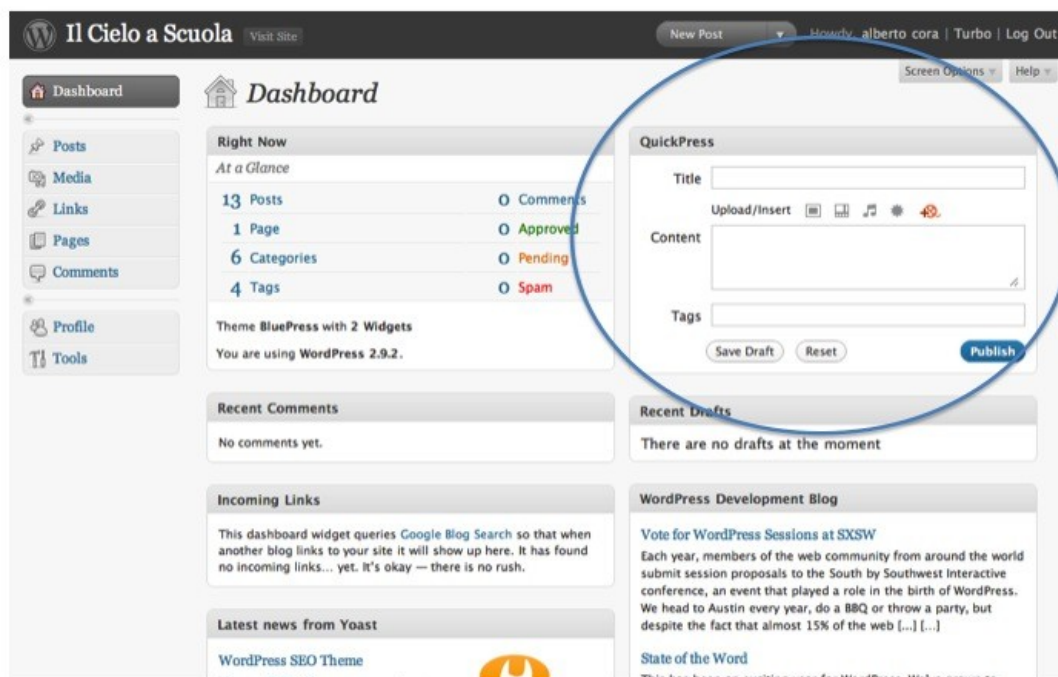 Il Cielo a Scuola Visit Site
New Post
Howdy, alberto cora | Turbo | Log Out
Screen Options Help
Dashboard
Posts
Media
Links
Pages
Comments
Profile
Tools
Dashboard
Right Now
At a Glance
13 Posts 0 Comments
1 Page 0 Approved
6 Categories 0 Pending
4 Tags 0 Spam
Theme BluePress with 2 Widgets
You are using WordPress 2.9.2.
QuickPress
Title
Upload/Insert
Content
Tags
Save Draft Reset Publish
Recent Comments
No comments yet.
Recent Drafts
There are no drafts at the moment
Incoming Links
This dashboard widget queries Google Blog Search so that when
another blog links to your site it will show up here. It has found
no incoming links... yet. It's okay — there is no rush.
WordPress Development Blog
Vote for WordPress Sessions at SXSW
Each year, members of the web community from around the world
submit session proposals to the South by Southwest Interactive
conference, an event that played a role in the birth of WordPress.
We head to Austin every year, do a BBQ or throw a party, but
despite the fact that almost 15% of the web [...] [...]
State of the Word
Latest news from Yoast
WordPress SEO Theme